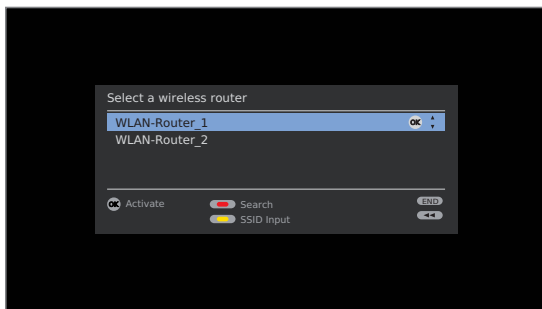 Select a wireless router
WLAN-Router_1 OK
WLAN-Router_2
OK Activate Search END
SSID Input